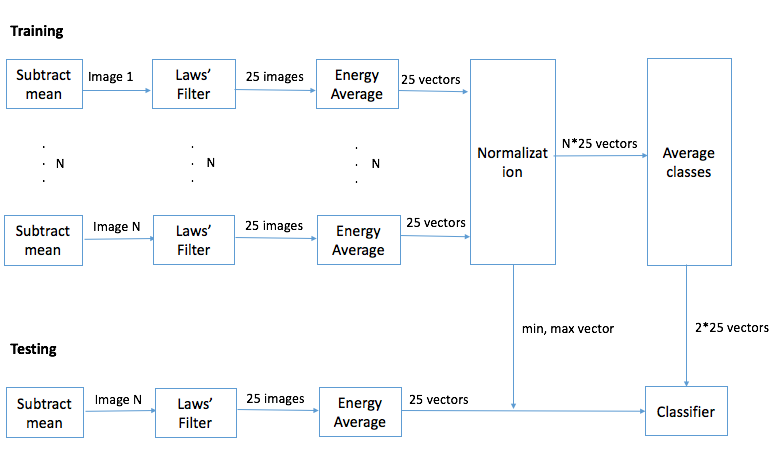 Training
Subtract
mean
Image 1
Laws'
Filter
25 images
Energy
Average
25 vectors
Normalizat
ion
N*25 vectors
Average
classes
. N
. N
. N
Subtract
mean
Image N
Laws'
Filter
25 images
Energy
Average
25 vectors
min, max vector
2*25 vectors
Testing
Subtract
mean
Image N
Laws'
Filter
25 images
Energy
Average
25 vectors
Classifier